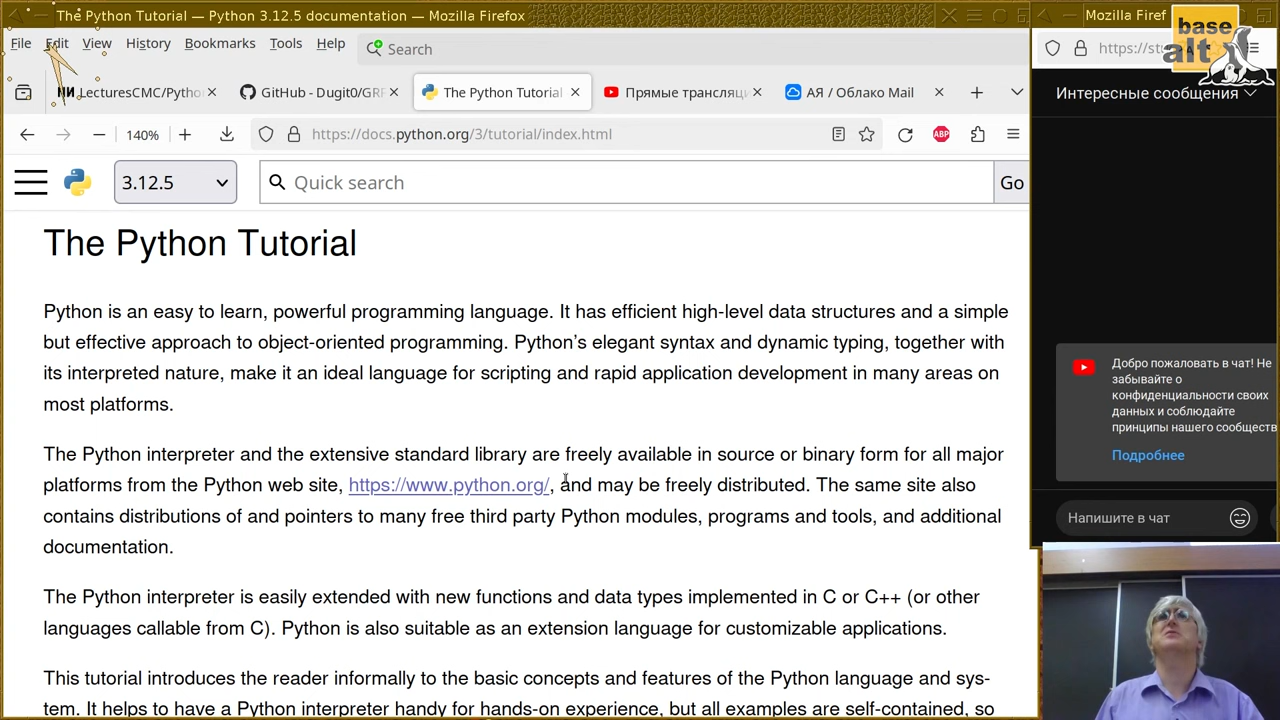 The Python Tutorial — Python 3.12.5 documentation — Mozilla Firefox
Mozilla Firef
File Edit View History Bookmarks Tools Help
Search
https://st
base
alt
LecturesCMC/Pytho
GitHub - Dugit0/GRF
The Python Tutorial
Прямые трансляц
АЯ / Облако Mail
Интересные сообщения
140%
https://docs.python.org/3/tutorial/index.html
ABP
3.12.5
Quick search
Go
The Python Tutorial
Python is an easy to learn, powerful programming language. It has efficient high-level data structures and a simple
but effective approach to object-oriented programming. Python’s elegant syntax and dynamic typing, together with
its interpreted nature, make it an ideal language for scripting and rapid application development in many areas on
most platforms.
The Python interpreter and the extensive standard library are freely available in source or binary form for all major
platforms from the Python web site, https://www.python.org/, and may be freely distributed. The same site also
contains distributions of and pointers to many free third party Python modules, programs and tools, and additional
documentation.
The Python interpreter is easily extended with new functions and data types implemented in C or C++ (or other
languages callable from C). Python is also suitable as an extension language for customizable applications.
This tutorial introduces the reader informally to the basic concepts and features of the Python language and sys-
tem. It helps to have a Python interpreter handy for hands-on experience, but all examples are self-contained, so
Добро пожаловать в чат! Не
забывайте о
конфиденциальности своих
данных и соблюдайте
принципы нашего сообществ
Подробнее
Напишите в чат